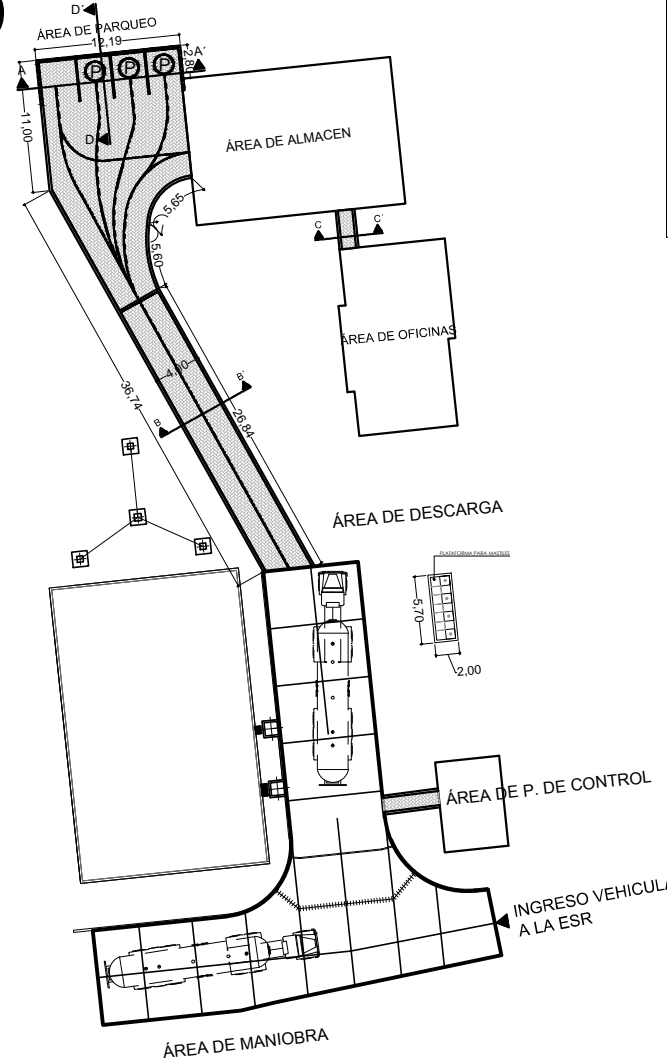 D´
ÁREA DE PARQUEO
12,19
A
A´
2,80
P
P
P
11,00
D
ÁREA DE ALMACEN
5,65
C
C´
5,60
ÁREA DE OFICINAS
4,00
B´
36,74
B
26,84
ÁREA DE DESCARGA
PLATAFORMA PARA MASTILES
5,70
2,00
ÁREA DE P. DE CONTROL
INGRESO VEHICULA
A LA ESR
ÁREA DE MANIOBRA